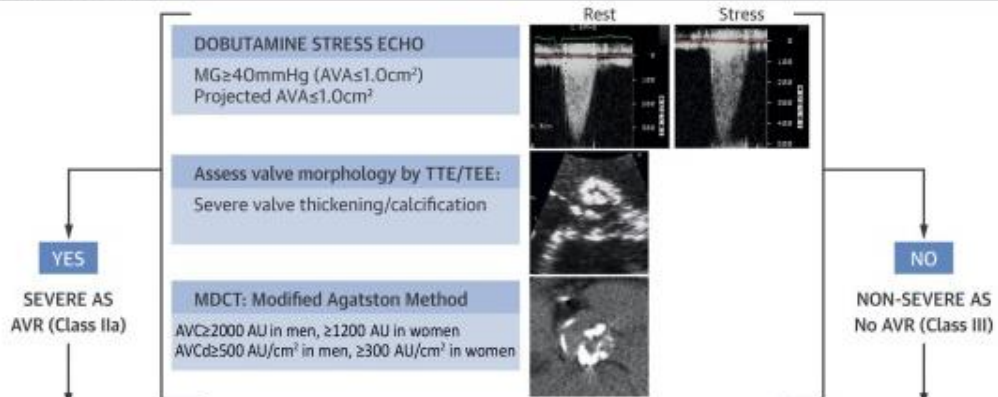 Rest
Stress
DOBUTAMINE STRESS ECHO
MG≥40mmHg (AVA≤1.0cm²)
Projected AVA≤1.0cm²
Assess valve morphology by TTE/TEE:
Severe valve thickening/calcification
YES
SEVERE AS
AVR (Class IIa)
NO
NON-SEVERE AS
No AVR (Class III)
MDCT: Modified Agatston Method
AVC≥2000 AU in men, ≥1200 AU in women
AVCd≥500 AU/cm² in men, ≥300 AU/cm² in women